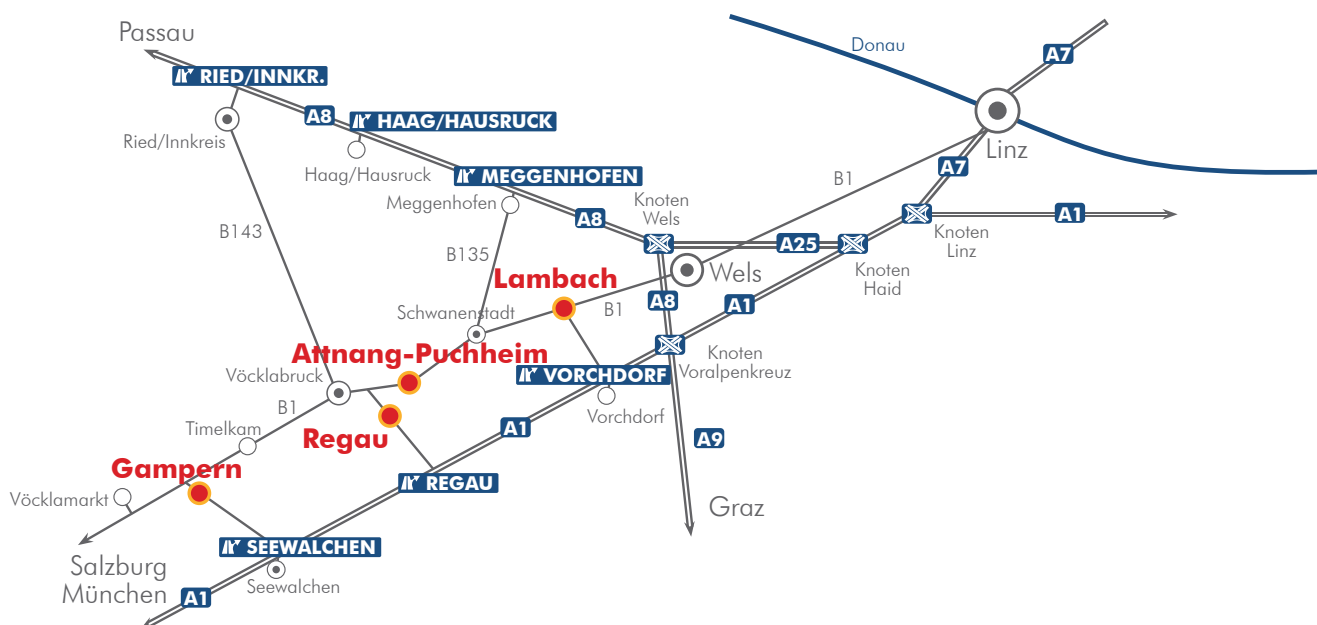 Passau
Donau
A7
RIED/INNKR.
A8
HAAG/HAUSRUCK
Ried/Innkreis
Haag/Hausruck
Linz
A7
MEGGENHOFEN
B1
Meggenhofen
Knoten
Wels
A8
A1
B143
Knoten
Linz
A25
B135
Knoten
Haid
Lambach
Wels
A8
A1
B1
Schwanenstadt
Attnang-Puchheim
Knoten
Voralpenkreuz
Vöcklabruck
VORCHDORF
B1
Vorchdorf
Timelkam
A1
Regau
A9
Gampern
REGAU
Vöcklamarkt
Graz
SEEWALCHEN
Salzburg
München
Seewalchen
A1